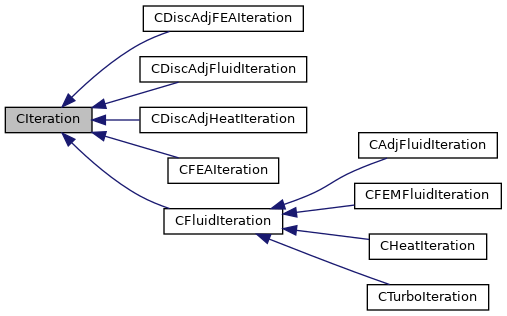 CDiscAdjFEAIteration
CDiscAdjFluidIteration
CIteration
CDiscAdjHeatIteration
CFEAIteration
CFluidIteration
CAdjFluidIteration
CFEMFluidIteration
CHeatIteration
CTurboIteration